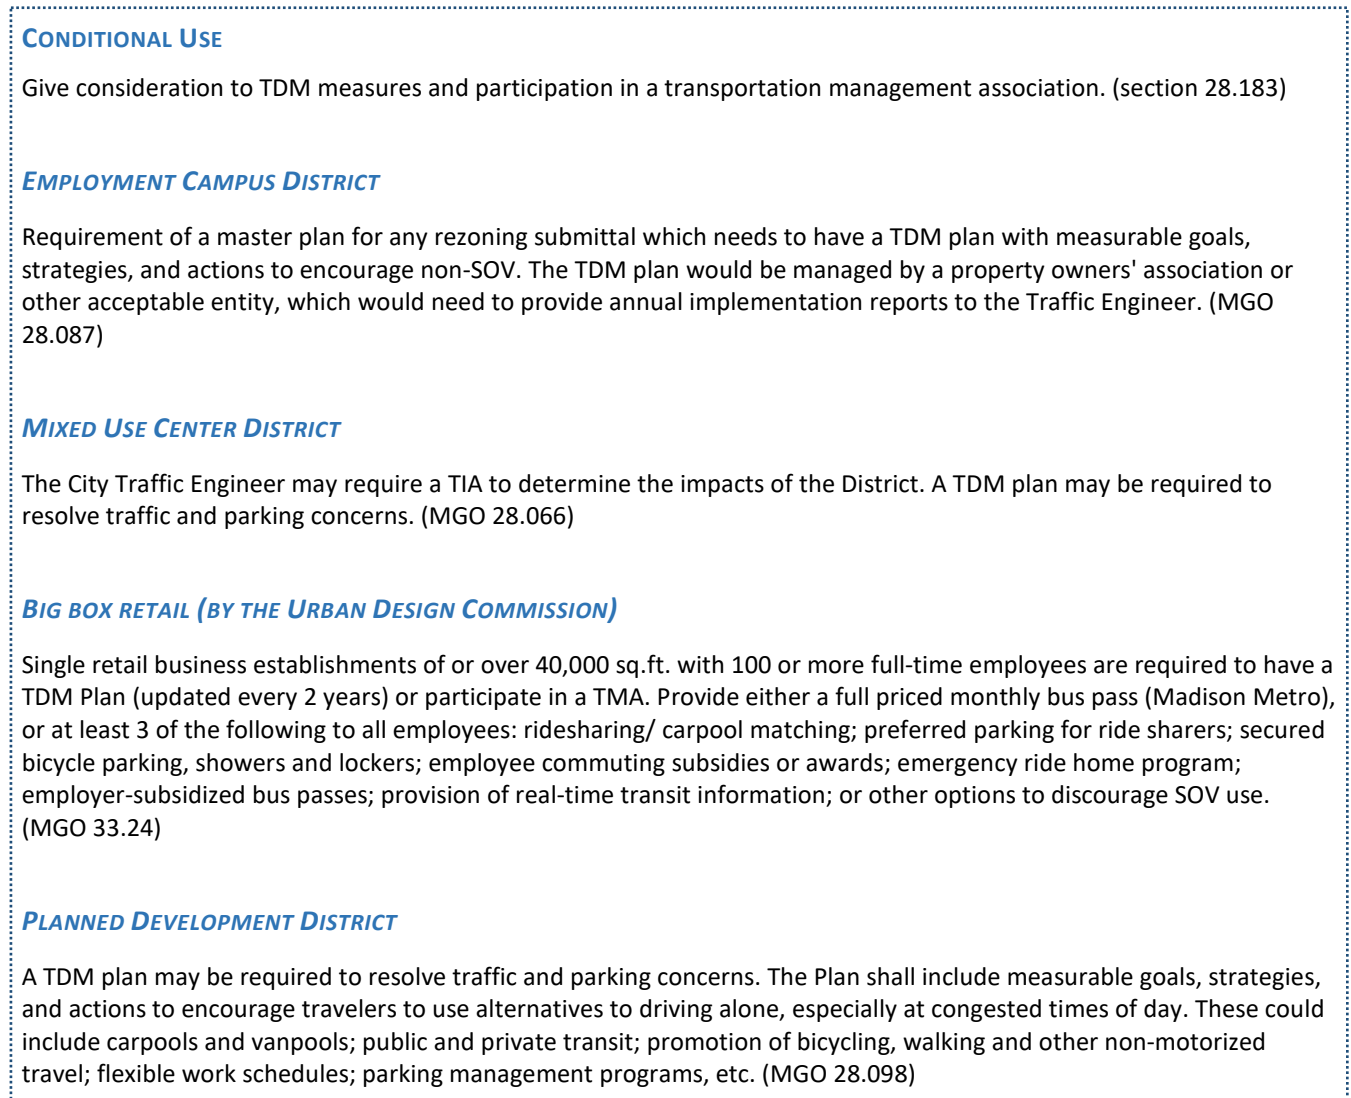 CONDITIONAL USE
Give consideration to TDM measures and participation in a transportation management association. (section 28.183)
EMPLOYMENT CAMPUS DISTRICT
Requirement of a master plan for any rezoning submittal which needs to have a TDM plan with measurable goals,
strategies, and actions to encourage non-SOV. The TDM plan would be managed by a property owners' association or
other acceptable entity, which would need to provide annual implementation reports to the Traffic Engineer. (MGO
28.087)
MIXED USE CENTER DISTRICT
The City Traffic Engineer may require a TIA to determine the impacts of the District. A TDM plan may be required to
resolve traffic and parking concerns. (MGO 28.066)
BIG BOX RETAIL (BY THE URBAN DESIGN COMMISSION)
Single retail business establishments of or over 40,000 sq.ft. with 100 or more full-time employees are required to have a
TDM Plan (updated every 2 years) or participate in a TMA. Provide either a full priced monthly bus pass (Madison Metro),
or at least 3 of the following to all employees: ridesharing/ carpool matching; preferred parking for ride sharers; secured
bicycle parking, showers and lockers; employee commuting subsidies or awards; emergency ride home program;
employer-subsidized bus passes; provision of real-time transit information; or other options to discourage SOV use.
(MGO 33.24)
PLANNED DEVELOPMENT DISTRICT
A TDM plan may be required to resolve traffic and parking concerns. The Plan shall include measurable goals, strategies,
and actions to encourage travelers to use alternatives to driving alone, especially at congested times of day. These could
include carpools and vanpools; public and private transit; promotion of bicycling, walking and other non-motorized
travel; flexible work schedules; parking management programs, etc. (MGO 28.098)